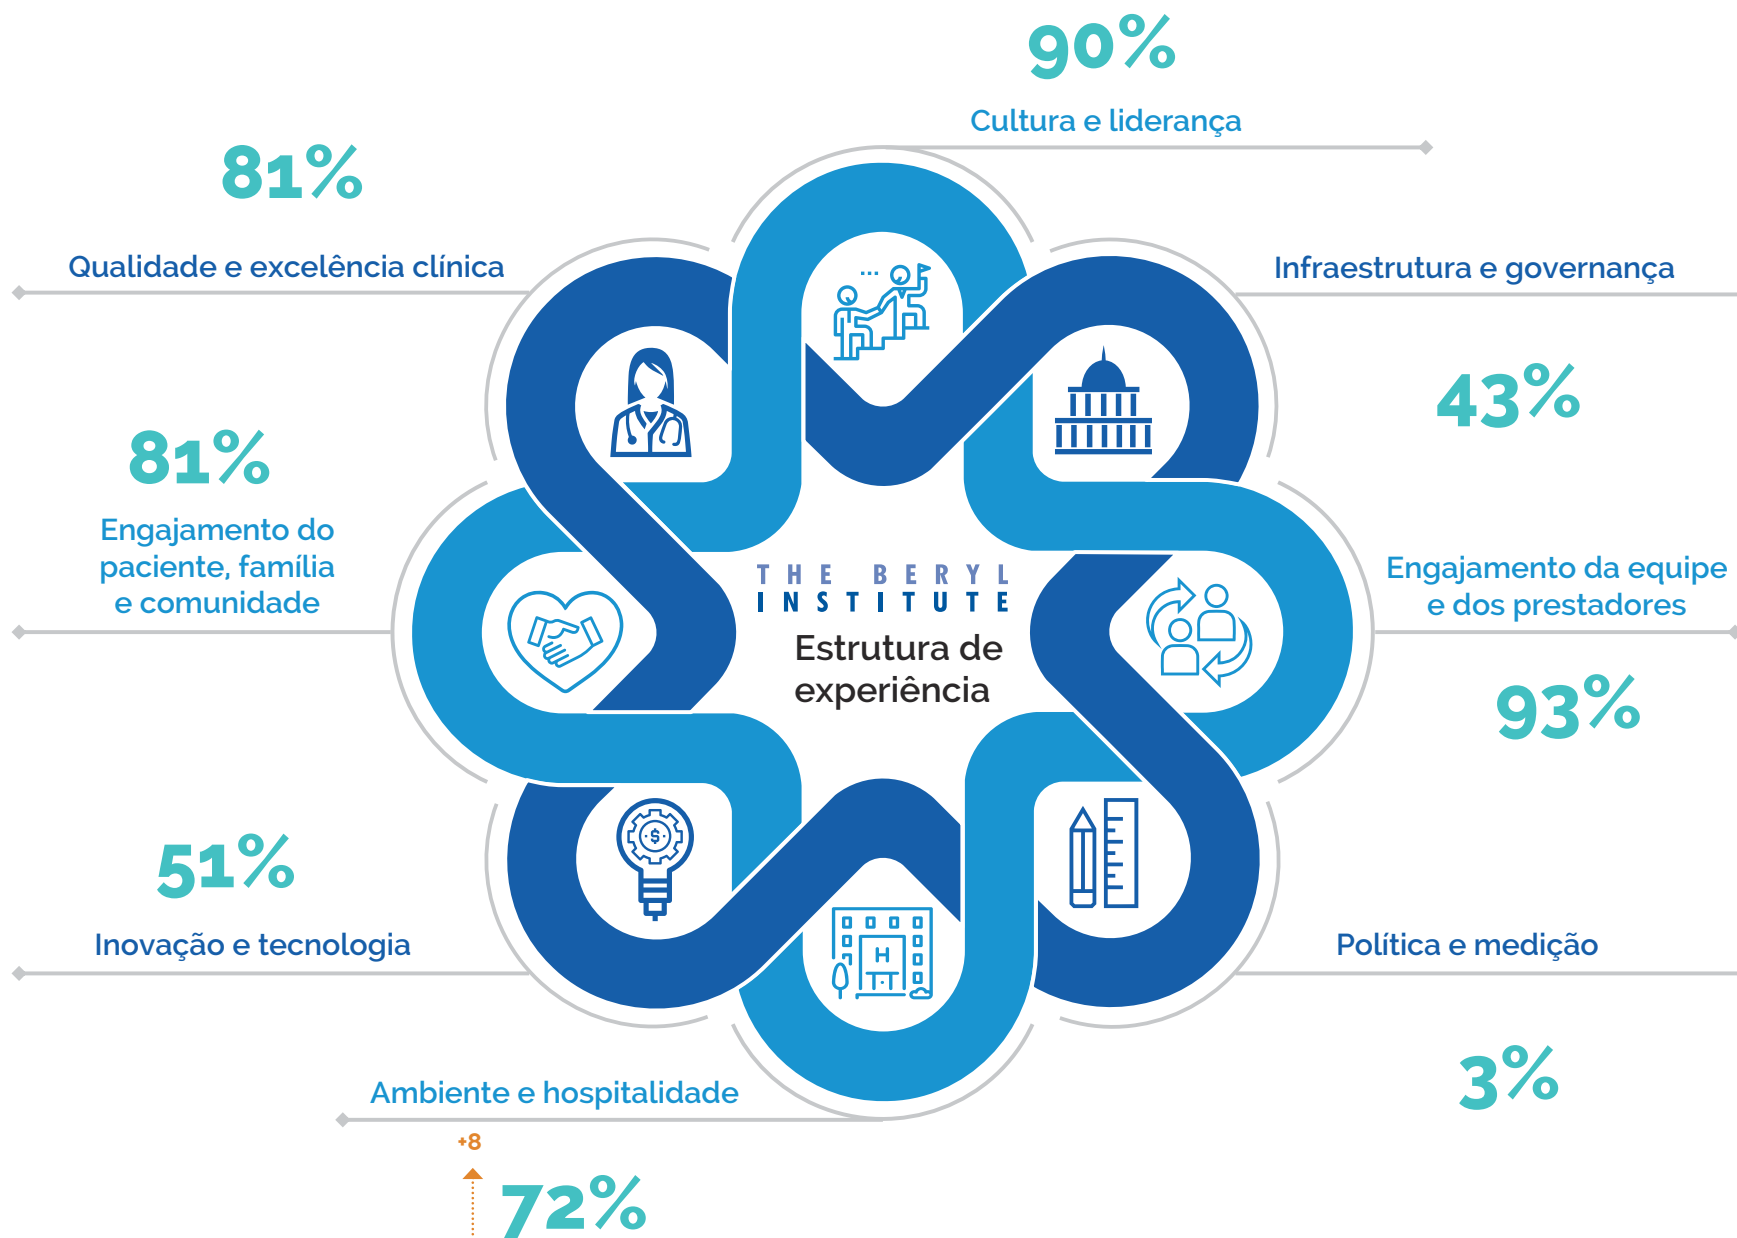 90%
Cultura e liderança
81%
Qualidade e excelência clínica
Infraestrutura e governança
43%
81%
Engajamento do
paciente, família
e comunidade
THE BERYL
INSTITUTE
Estrutura de
experiência
Engajamento da equipe
e dos prestadores
93%
51%
Inovação e tecnologia
$
H
Política e medição
3%
Ambiente e hospitalidade
+8
72%